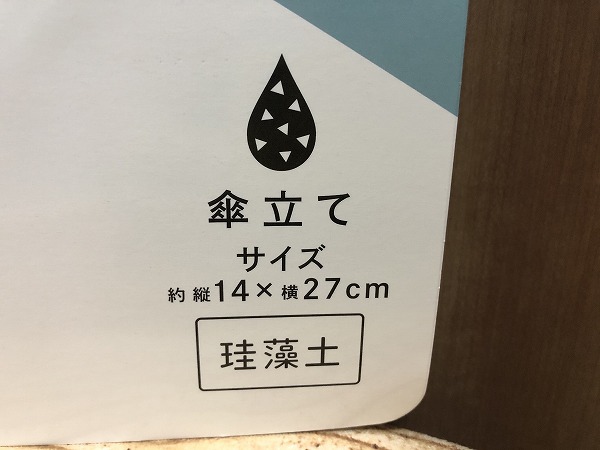 傘立て
サイズ
約 縦14×横27cm
珪藻土